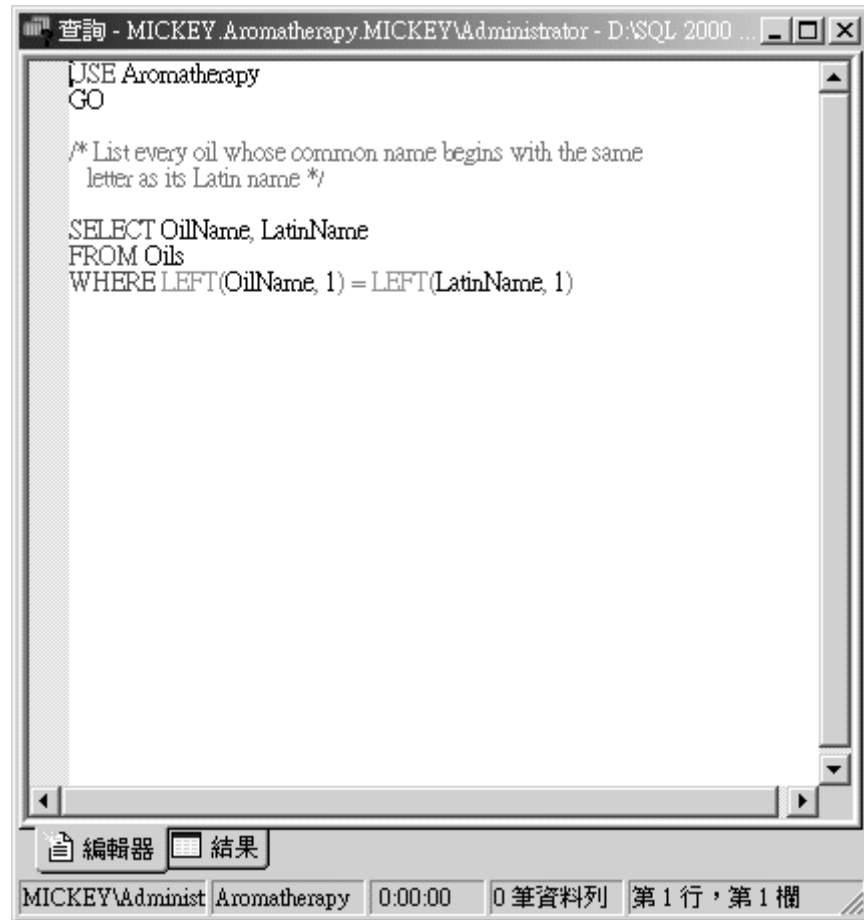 查詢 - MICKEY.Aromatherapy.MICKEY\Administrator - D:\SQL 2000 ...
USE Aromatherapy
GO
/* List every oil whose common name begins with the same
letter as its Latin name */
SELECT OilName, LatinName
FROM Oils
WHERE LEFT(OilName, 1) = LEFT(LatinName, 1)
編輯器 結果
MICKEY\Administ Aromatherapy 0:00:00 0 筆資料列 第 1 行，第 1 欄